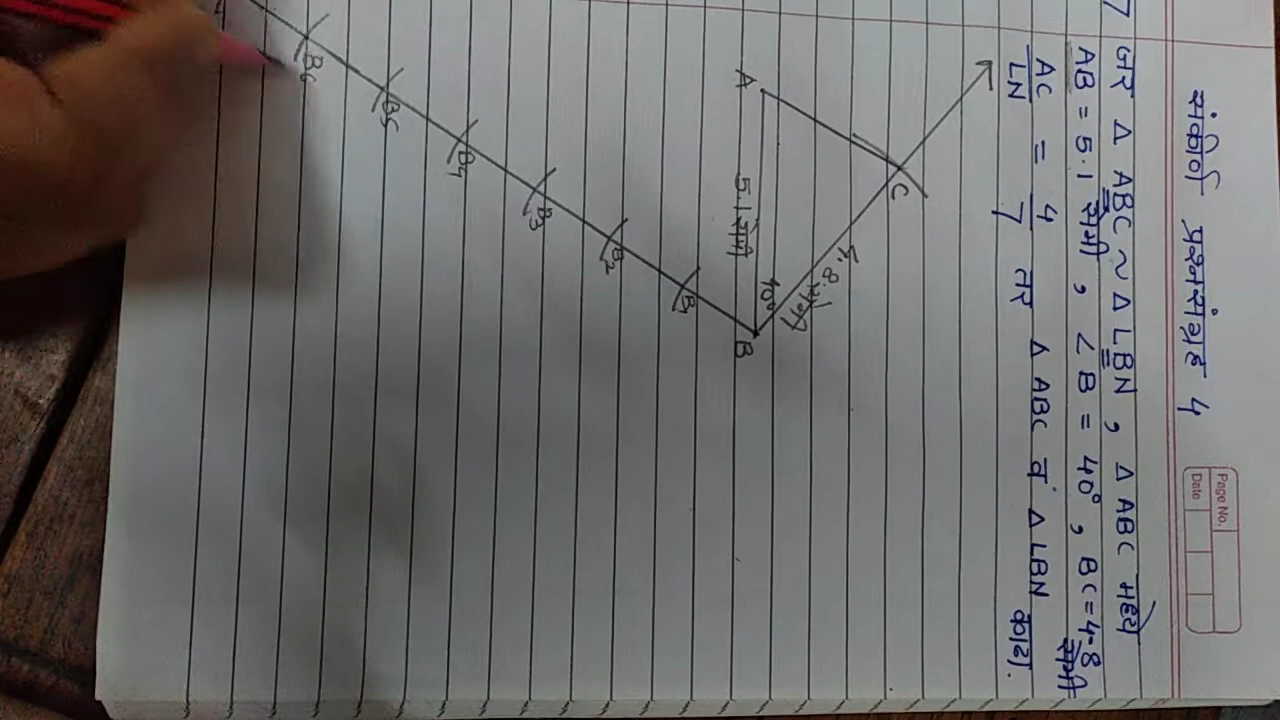 संकीर्ण प्रश्नसंग्रह 4
Page No.
Date
7 जर Δ ABC ~ Δ LBN , Δ ABC मध्ये
AB = 5.1 सेमी , ∠B = 40° , BC = 4.8 सेमी
AC/LN = 4/7 तर Δ ABC व Δ LBN काढा.
C
A
5.1 सेमी
40°
4.8 सेमी
B
B1
B2
B3
B4
B5
B6